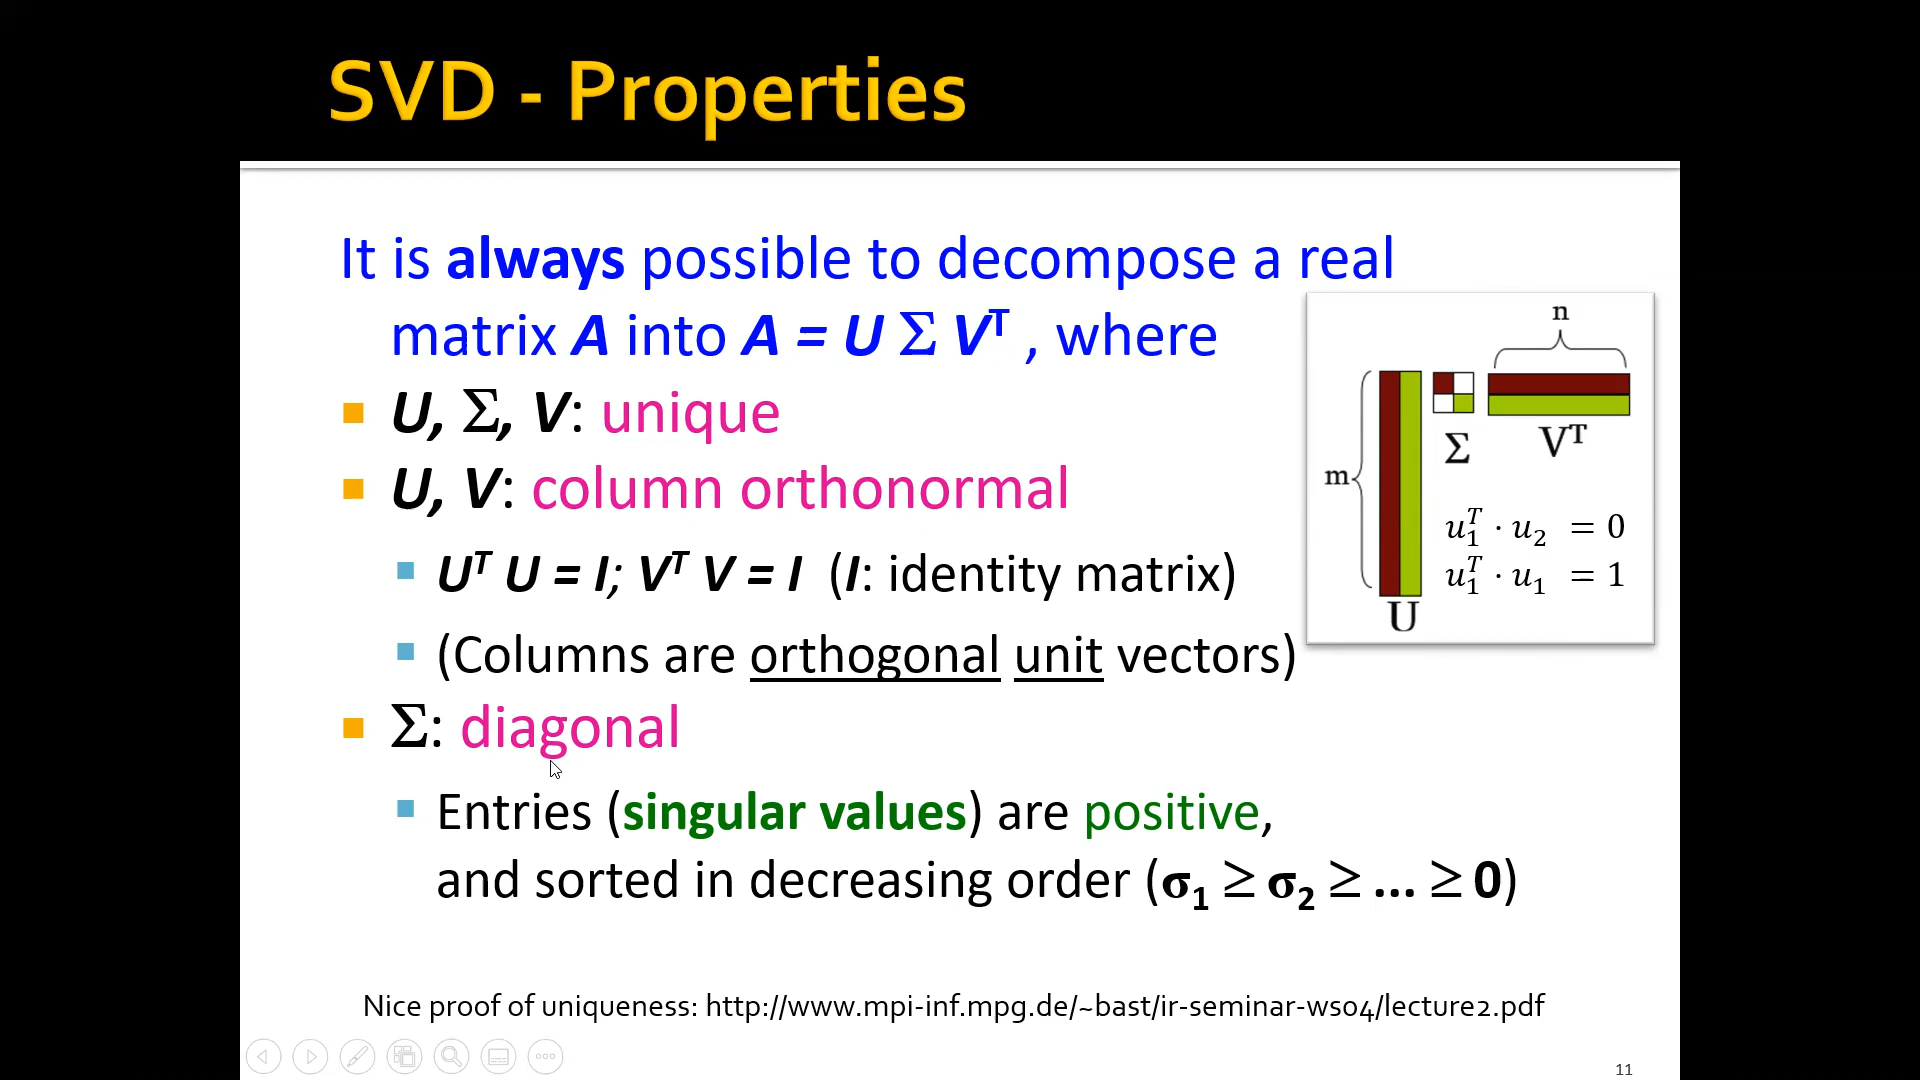 SVD - Properties
It is always possible to decompose a real
matrix A into A = U Σ Vᵀ , where
U, Σ, V: unique
U, V: column orthonormal
Uᵀ U = I; Vᵀ V = I (I: identity matrix)
(Columns are orthogonal unit vectors)
Σ: diagonal
Entries (singular values) are positive,
and sorted in decreasing order (σ₁ ≥ σ₂ ≥ ... ≥ 0)
n
m
Σ
Vᵀ
u₁ᵀ · u₂ = 0
u₁ᵀ · u₁ = 1
U
Nice proof of uniqueness: http://www.mpi-inf.mpg.de/~bast/ir-seminar-ws04/lecture2.pdf
11